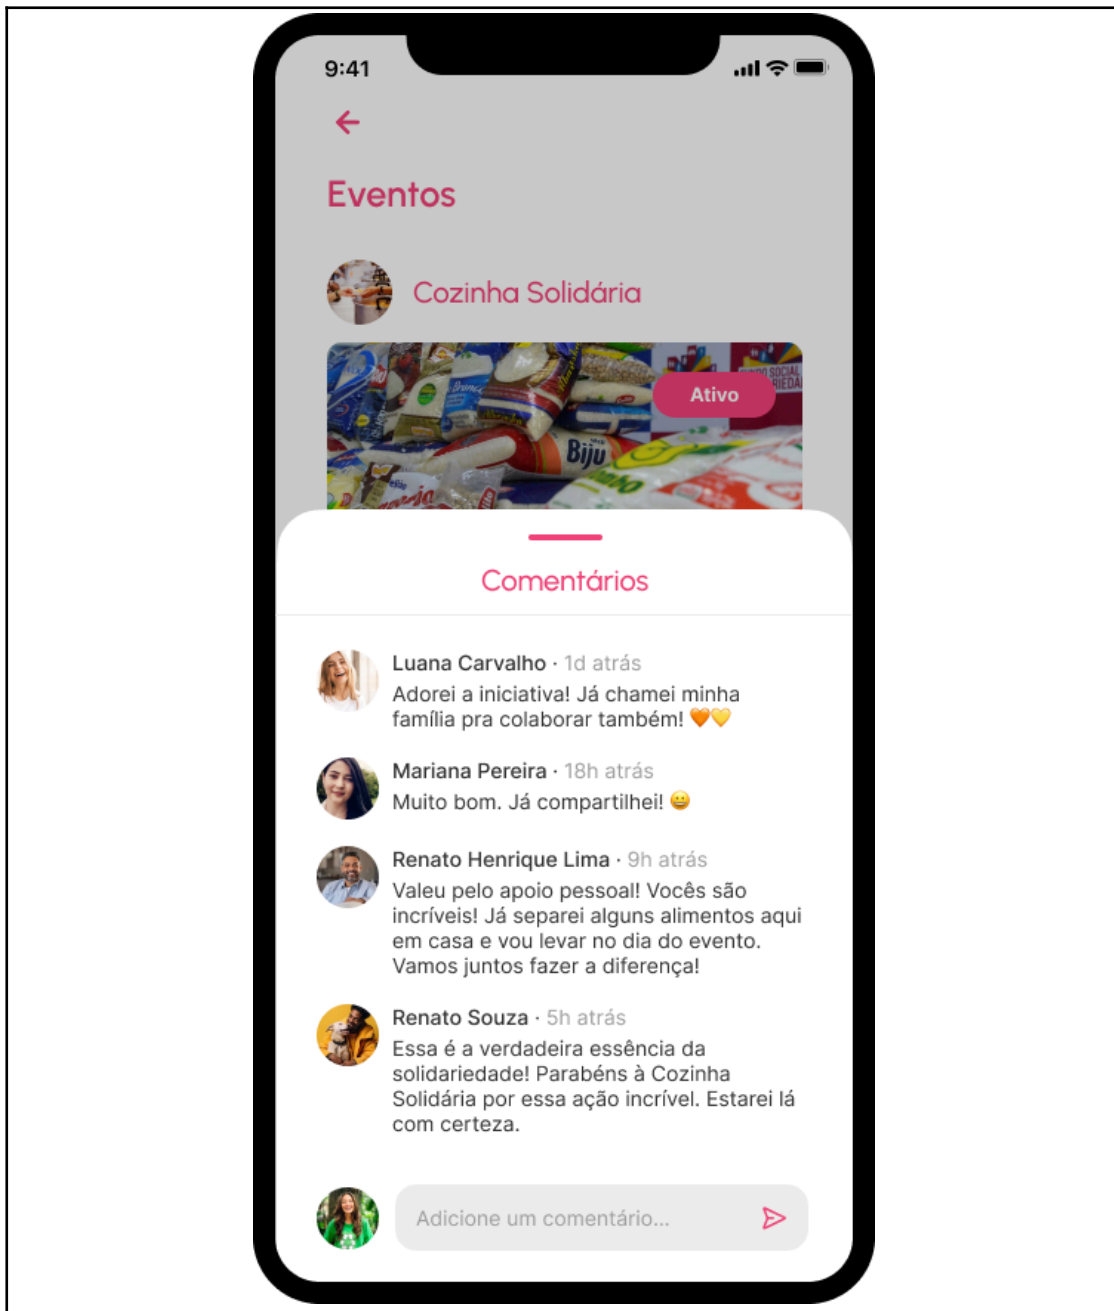 9:41
Eventos
Cozinha Solidária
Ativo
Biju
Comentários
Luana Carvalho · 1d atrás
Adorei a iniciativa! Já chamei minha
família pra colaborar também! 🧡💛
Mariana Pereira · 18h atrás
Muito bom. Já compartilhei! 😀
Renato Henrique Lima · 9h atrás
Valeu pelo apoio pessoal! Vocês são
incríveis! Já separei alguns alimentos aqui
em casa e vou levar no dia do evento.
Vamos juntos fazer a diferença!
Renato Souza · 5h atrás
Essa é a verdadeira essência da
solidariedade! Parabéns à Cozinha
Solidária por essa ação incrível. Estarei lá
com certeza.
Adicione um comentário...